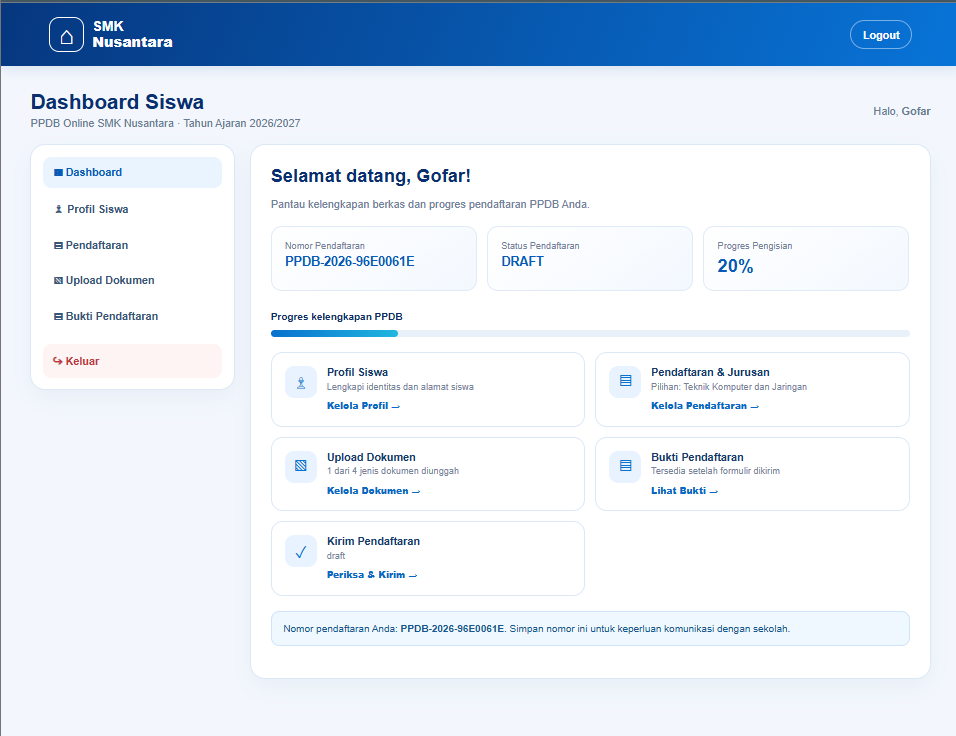 SMK
Nusantara
Logout
Dashboard Siswa
PPDB Online SMK Nusantara · Tahun Ajaran 2026/2027
Halo, Gofar
Dashboard
Profil Siswa
Pendaftaran
Upload Dokumen
Bukti Pendaftaran
Keluar
Selamat datang, Gofar!
Pantau kelengkapan berkas dan progres pendaftaran PPDB Anda.
Nomor Pendaftaran
PPDB-2026-96E0061E
Status Pendaftaran
DRAFT
Progres Pengisian
20%
Progres kelengkapan PPDB
Profil Siswa
Lengkapi identitas dan alamat siswa
Kelola Profil →
Pendaftaran & Jurusan
Pilihan: Teknik Komputer dan Jaringan
Kelola Pendaftaran →
Upload Dokumen
1 dari 4 jenis dokumen diunggah
Kelola Dokumen →
Bukti Pendaftaran
Tersedia setelah formulir dikirim
Lihat Bukti →
Kirim Pendaftaran
draft
Periksa & Kirim →
Nomor pendaftaran Anda: PPDB-2026-96E0061E. Simpan nomor ini untuk keperluan komunikasi dengan sekolah.